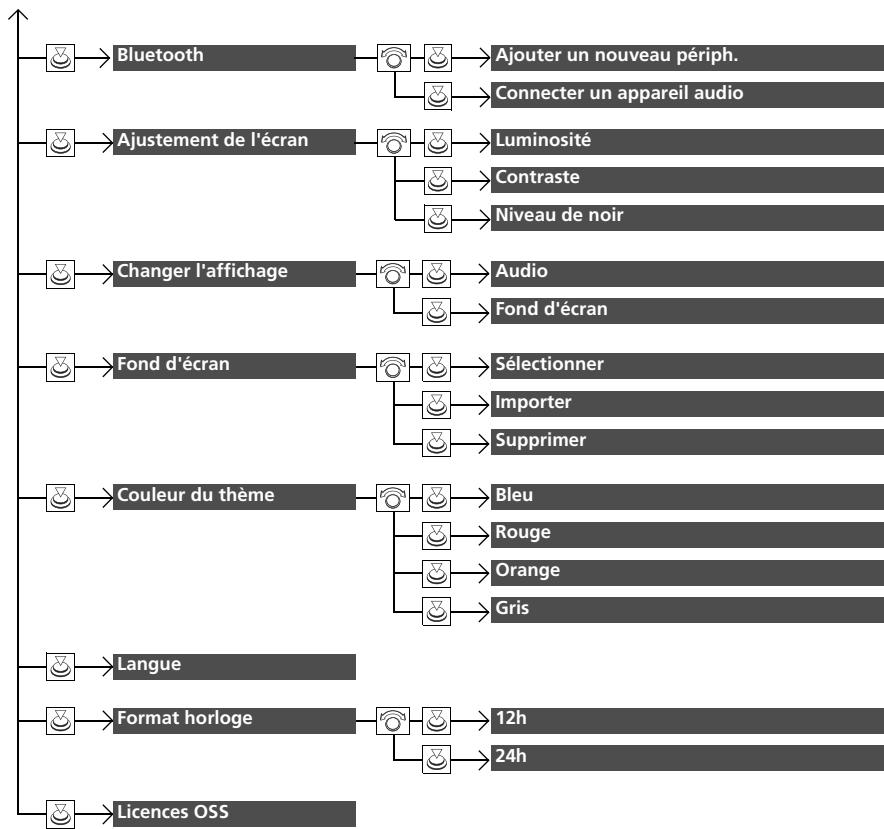 Bluetooth
Ajouter un nouveau périph.
Connecter un appareil audio
Ajustement de l'écran
Luminosité
Contraste
Niveau de noir
Changer l'affichage
Audio
Fond d'écran
Fond d'écran
Sélectionner
Importer
Supprimer
Couleur du thème
Bleu
Rouge
Orange
Gris
Langue
Format horloge
12h
24h
Licences OSS